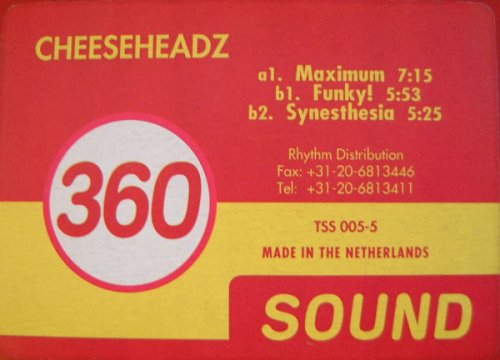 CHEESEHEADZ
a1. Maximum 7:15
b1. Funky! 5:53
b2. Synesthesia 5:25
Rhythm Distribution
Fax: +31-20-6813446
Tel: +31-20-6813411
360
TSS 005-5
MADE IN THE NETHERLANDS
SOUND